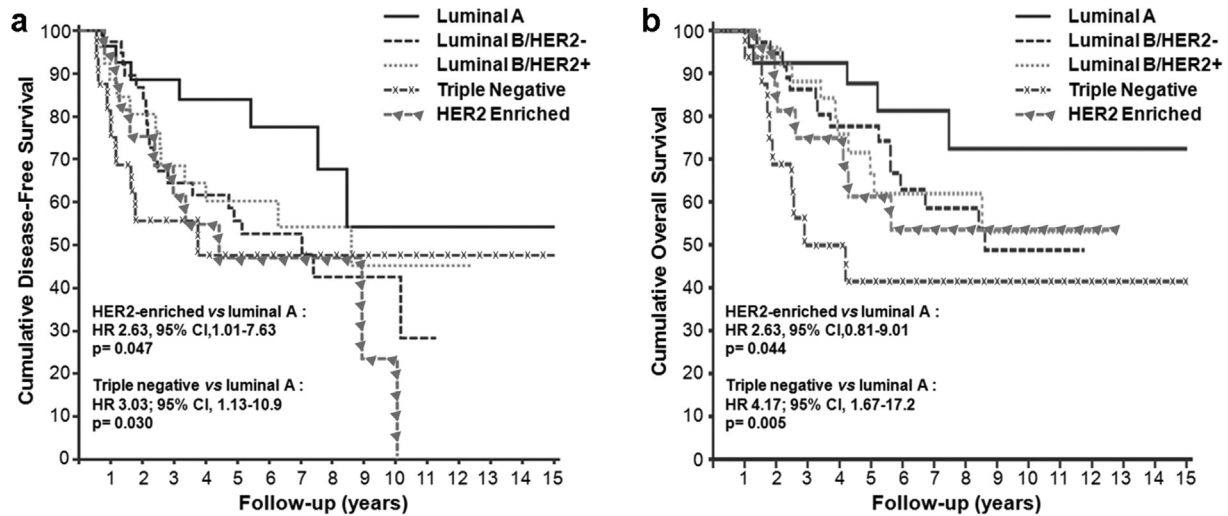 a
Luminal A
Luminal B/HER2-
Luminal B/HER2+
Triple Negative
HER2 Enriched
Cumulative Disease-Free Survival
100
90
80
70
60
50
40
30
20
10
0
HER2-enriched vs luminal A :
HR 2.63, 95% CI,1.01-7.63
p= 0.047
Triple negative vs luminal A :
HR 3.03; 95% CI, 1.13-10.9
p= 0.030
1 2 3 4 5 6 7 8 9 10 11 12 13 14 15
Follow-up (years)
b
Luminal A
Luminal B/HER2-
Luminal B/HER2+
Triple Negative
HER2 Enriched
Cumulative Overall Survival
100
90
80
70
60
50
40
30
20
10
0
HER2-enriched vs luminal A :
HR 2.63, 95% CI,0.81-9.01
p= 0.044
Triple negative vs luminal A :
HR 4.17; 95% CI, 1.67-17.2
p= 0.005
1 2 3 4 5 6 7 8 9 10 11 12 13 14 15
Follow-up (years)